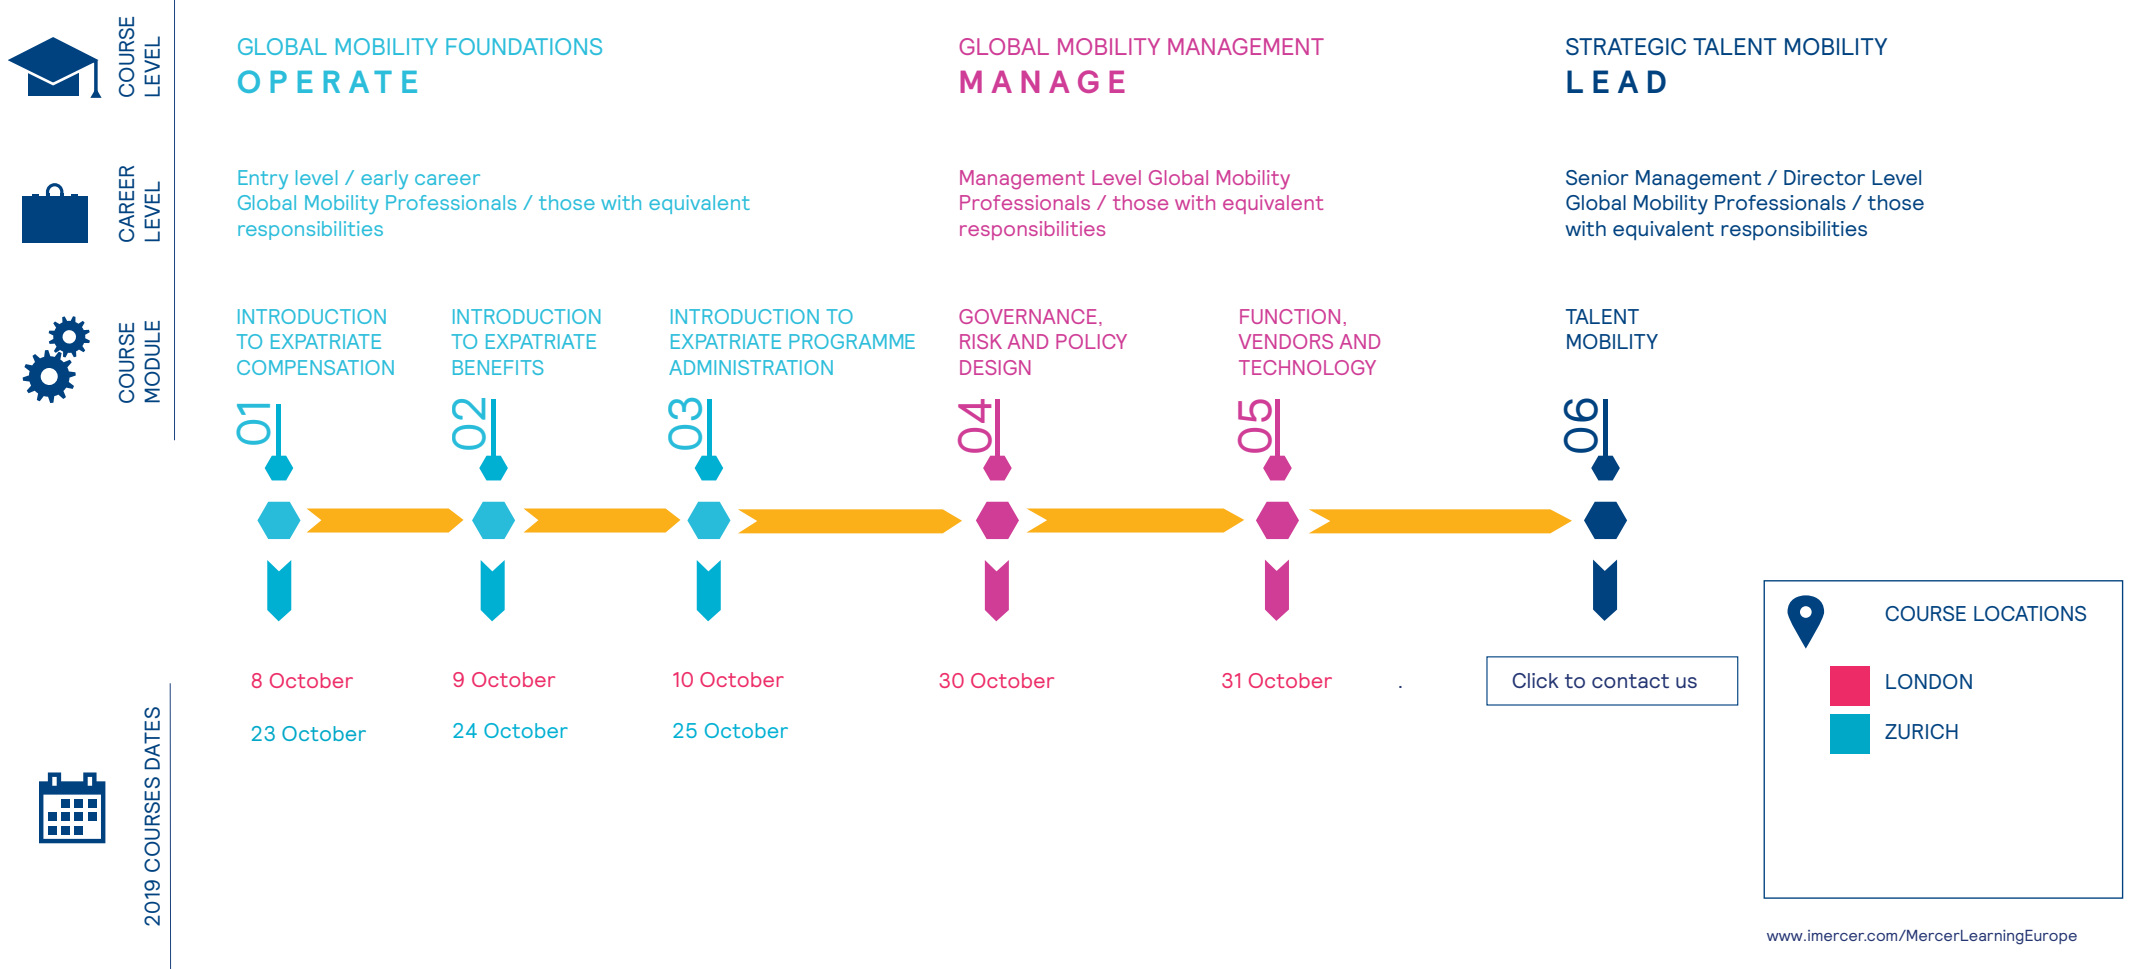 COURSE
LEVEL
GLOBAL MOBILITY FOUNDATIONS
OPERATE
GLOBAL MOBILITY MANAGEMENT
MANAGE
STRATEGIC TALENT MOBILITY
LEAD
CAREER
LEVEL
Entry level / early career
Global Mobility Professionals / those with equivalent
responsibilities
Management Level Global Mobility
Professionals / those with equivalent
responsibilities
Senior Management / Director Level
Global Mobility Professionals / those
with equivalent responsibilities
COURSE
MODULE
INTRODUCTION
TO EXPATRIATE
COMPENSATION
01
INTRODUCTION
TO EXPATRIATE
BENEFITS
02
INTRODUCTION TO
EXPATRIATE PROGRAMME
ADMINISTRATION
03
GOVERNANCE,
RISK AND POLICY
DESIGN
04
FUNCTION,
VENDORS AND
TECHNOLOGY
05
TALENT
MOBILITY
06
2019 COURSES DATES
8 October
23 October
9 October
24 October
10 October
25 October
30 October
31 October
.
Click to contact us
COURSE LOCATIONS
LONDON
ZURICH
www.imercer.com/MercerLearningEurope